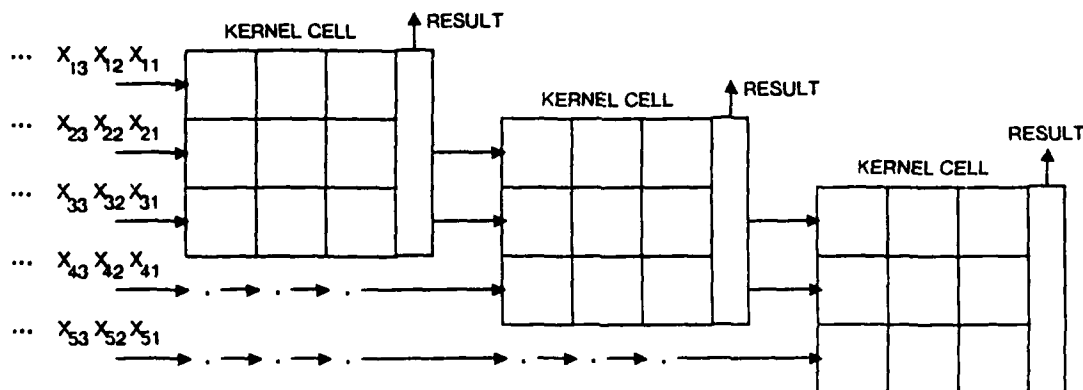 KERNEL CELL
RESULT
... X13 X12 X11
KERNEL CELL
RESULT
... X23 X22 X21
RESULT
KERNEL CELL
... X33 X32 X31
... X43 X42 X41
... X53 X52 X51